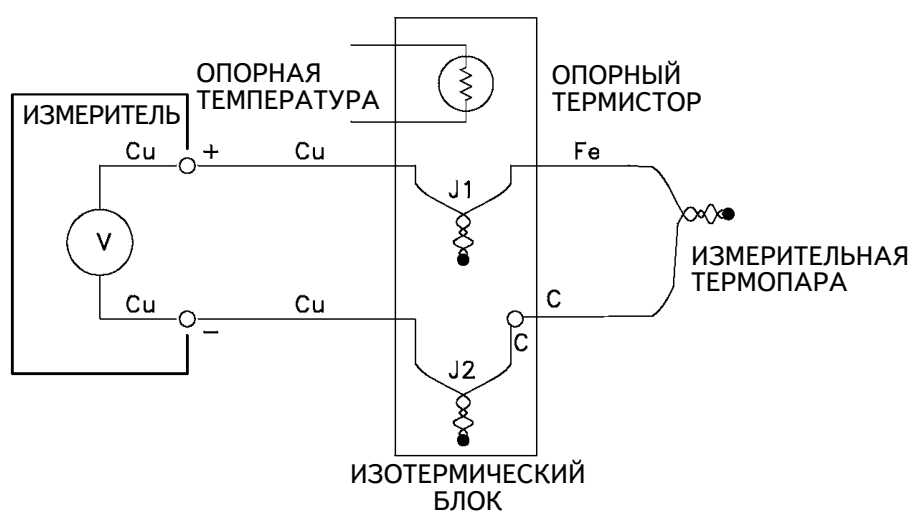 ОПОРНАЯ
ТЕМПЕРАТУРА
ОПОРНЫЙ
ТЕРМИСТОР
ИЗМЕРИТЕЛЬ
Cu
+
Cu
Fe
J1
V
ИЗМЕРИТЕЛЬНАЯ
ТЕРМОПАРА
Cu
−
Cu
C
C
J2
ИЗОТЕРМИЧЕСКИЙ
БЛОК